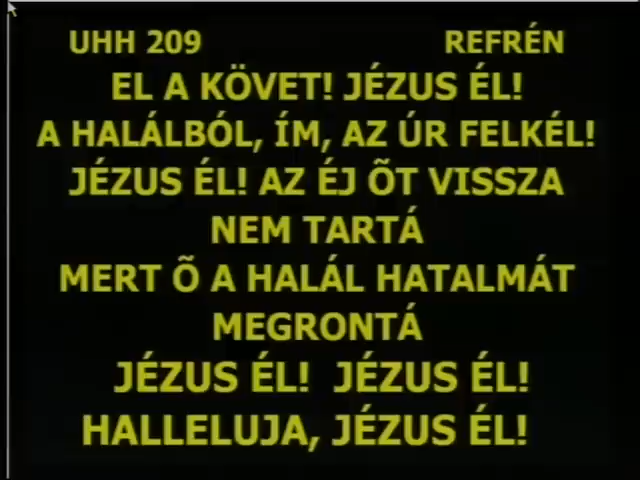 UHH 209 REFRÉN
EL A KÖVET! JÉZUS ÉL!
A HALÁLBÓL, ÍM, AZ ÚR FELKÉL!
JÉZUS ÉL! AZ ÉJ ÕT VISSZA
NEM TARTÁ
MERT Õ A HALÁL HATALMÁT
MEGRONTÁ
JÉZUS ÉL! JÉZUS ÉL!
HALLELUJA, JÉZUS ÉL!